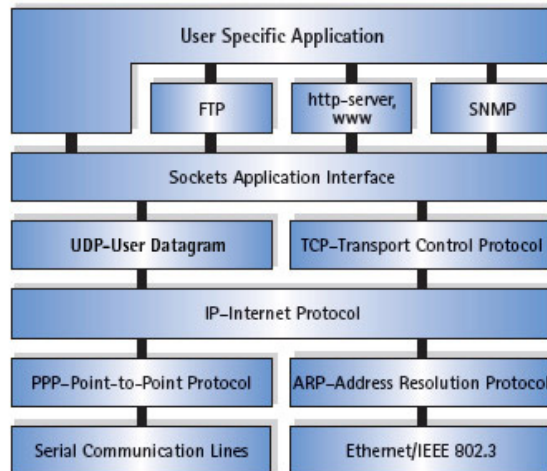 User Specific Application
FTP
http-server,
www
SNMP
Sockets Application Interface
UDP-User Datagram
TCP-Transport Control Protocol
IP-Internet Protocol
PPP-Point-to-Point Protocol
ARP-Address Resolution Protocol
Serial Communication Lines
Ethernet/IEEE 802.3